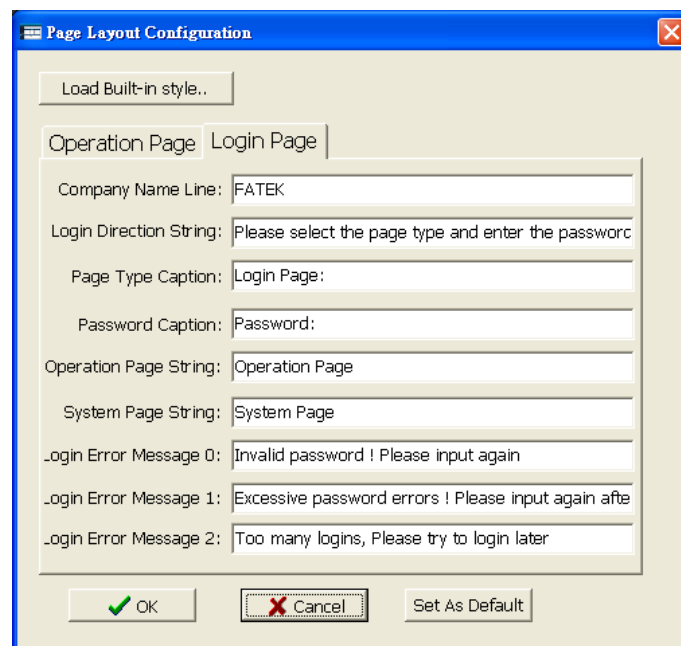 Page Layout Configuration
Load Built-in style..
Operation Page Login Page
Company Name Line: FATEK
Login Direction String: Please select the page type and enter the password
Page Type Caption: Login Page:
Password Caption: Password:
Operation Page String: Operation Page
System Page String: System Page
Login Error Message 0: Invalid password ! Please input again
Login Error Message 1: Excessive password errors ! Please input again afte
Login Error Message 2: Too many logins, Please try to login later
OK Cancel Set As Default